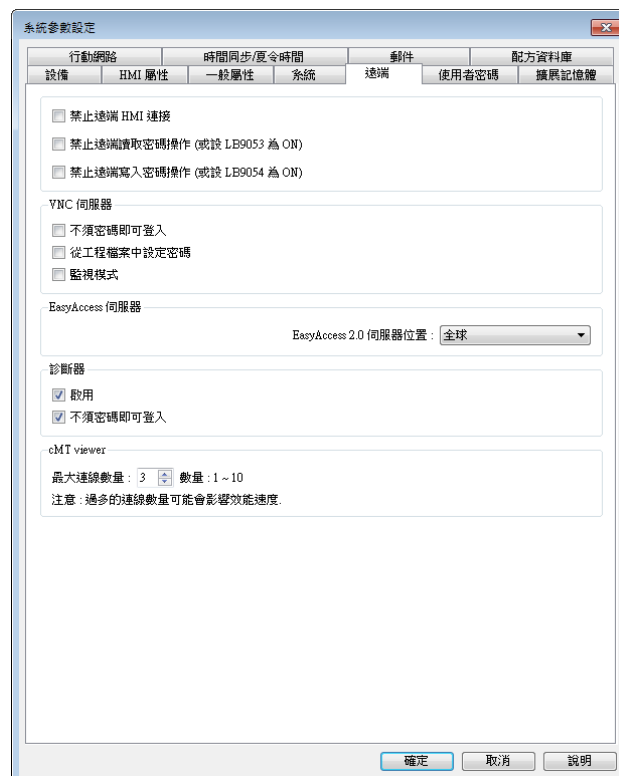 系統參數設定
行動網路 時間同步/夏令時間 郵件 配方資料庫
設備 HMI 屬性 一般屬性 系統 遠端 使用者密碼 擴展記憶體
禁止遠端 HMI 連接
禁止遠端讀取密碼操作 (或設 LB9053 為 ON)
禁止遠端寫入密碼操作 (或設 LB9054 為 ON)
VNC 伺服器
不須密碼即可登入
從工程檔案中設定密碼
監視模式
EasyAccess 伺服器
EasyAccess 2.0 伺服器位置 : 全球
診斷器
啟用
不須密碼即可登入
cMT viewer
最大連線數量 : 3 數量 : 1 ~ 10
注意 : 過多的連線數量可能會影響效能速度.
確定 取消 說明